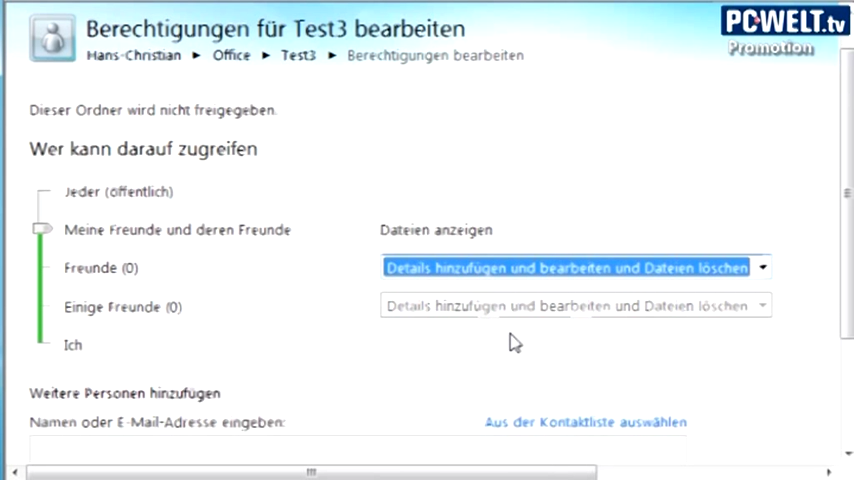 Berechtigungen für Test3 bearbeiten
PCWELT.tv
Promotion
Hans-Christian ▶ Office ▶ Test3 ▶ Berechtigungen bearbeiten
Dieser Ordner wird nicht freigegeben.
Wer kann darauf zugreifen
Jeder (öffentlich)
Meine Freunde und deren Freunde Dateien anzeigen
Freunde (0) Details hinzufügen und bearbeiten und Dateien löschen
Einige Freunde (0) Details hinzufügen und bearbeiten und Dateien löschen
Ich
Weitere Personen hinzufügen
Namen oder E-Mail-Adresse eingeben: Aus der Kontaktliste auswählen